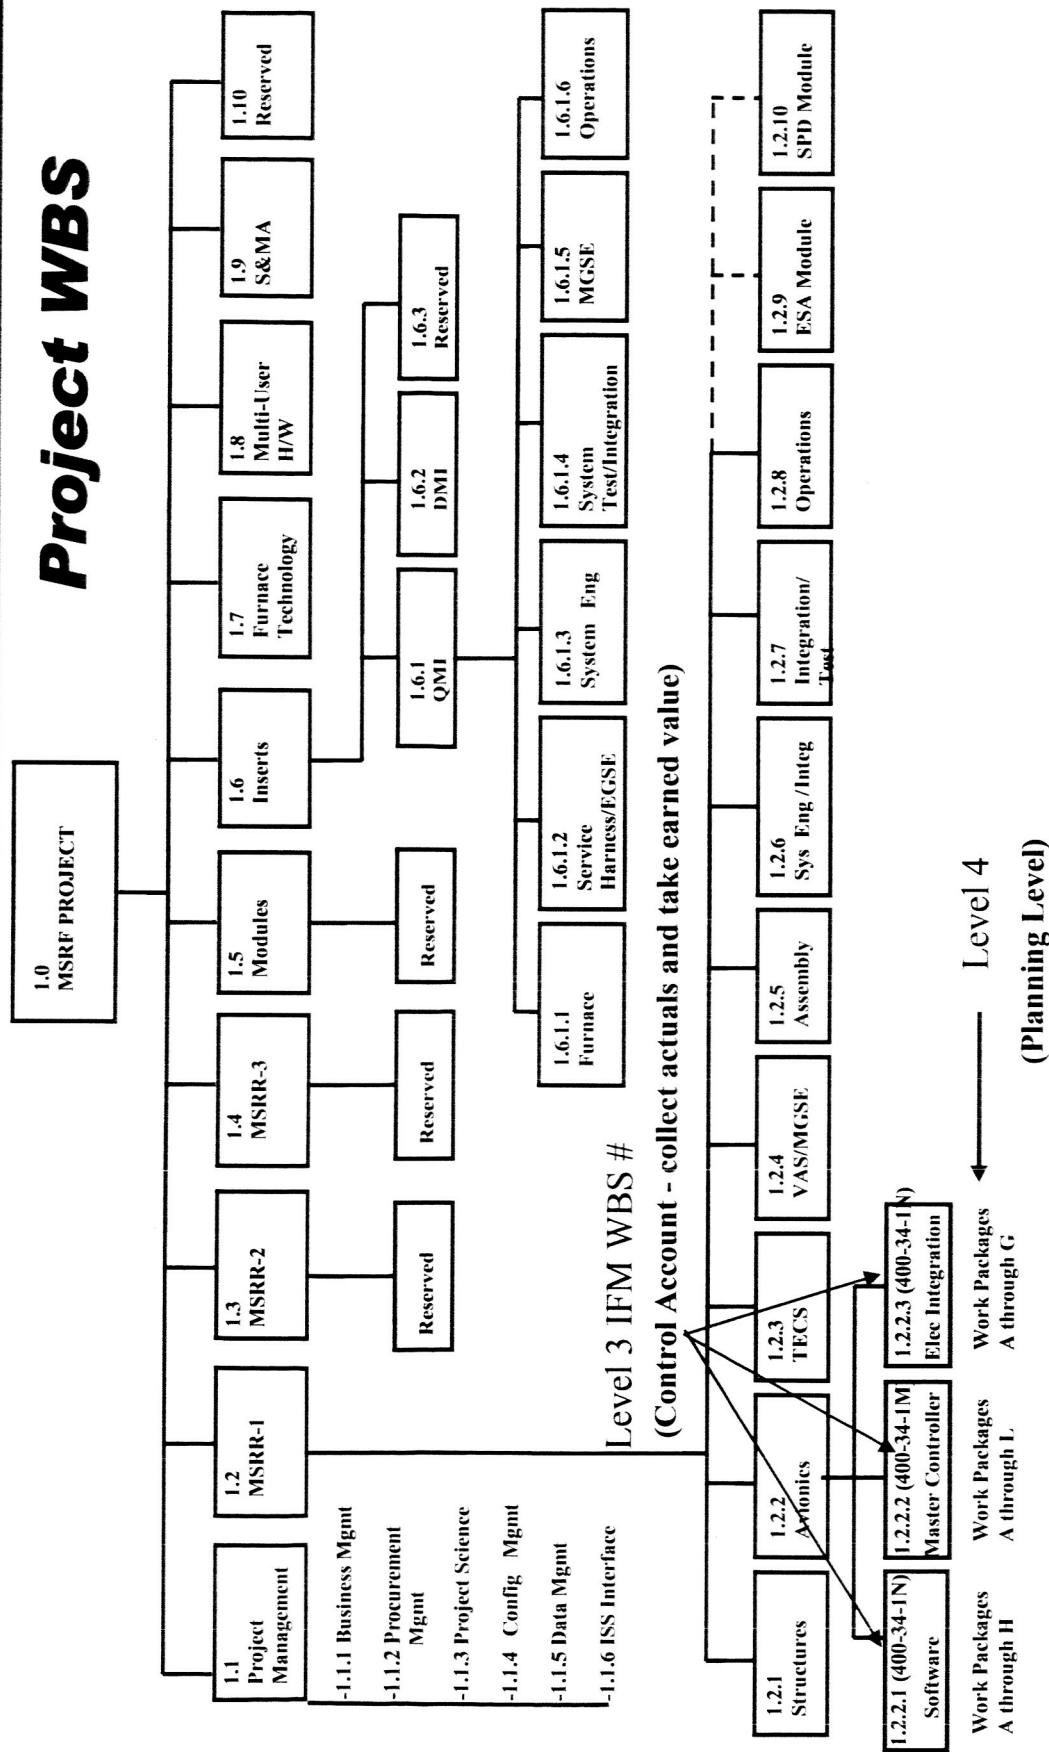 Project WBS
1.0
MSRF PROJECT
1.1
Project
Management
1.2
MSRR-1
1.3
MSRR-2
1.4
MSRR-3
1.5
Modules
1.6
Inserts
1.7
Furnace
Technology
1.8
Multi-User
H/W
1.9
S&MA
1.10
Reserved
-1.1.1 Business Mgmt
-1.1.2 Procurement
Mgmt
-1.1.3 Project Science
-1.1.4 Config Mgmt
-1.1.5 Data Mgmt
-1.1.6 ISS Interface
Reserved
Reserved
Reserved
1.6.1
QMI
1.6.2
DMI
1.6.3
Reserved
1.6.1.1
Furnace
1.6.1.2
Service
Harness/EGSE
1.6.1.3
System Eng
1.6.1.4
System
Test/Integration
1.6.1.5
MGSE
1.6.1.6
Operations
Level 3 IFM WBS #
(Control Account - collect actuals and take earned value)
1.2.1
Structures
1.2.2
Avionics
1.2.3
TECS
1.2.4
VAS/MGSE
1.2.5
Assembly
1.2.6
Sys Eng /Integ
1.2.7
Integration/
Test
1.2.8
Operations
1.2.9
ESA Module
1.2.10
SPD Module
1.2.2.1 (400-34-1N)
Software
1.2.2.2 (400-34-1M
Master Controller
1.2.2.3 (400-34-1N)
Elec Integration
Level 4
(Planning Level)
Work Packages
A through H
Work Packages
A through L
Work Packages
A through G